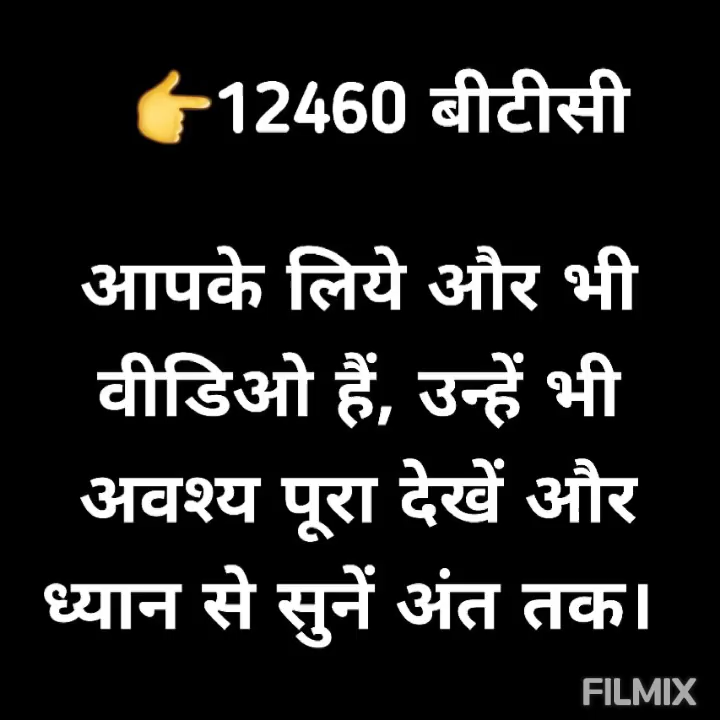 👉12460 बीटीसी
आपके लिये और भी
वीडिओ हैं, उन्हें भी
अवश्य पूरा देखें और
ध्यान से सुनें अंत तक।
FILMIX